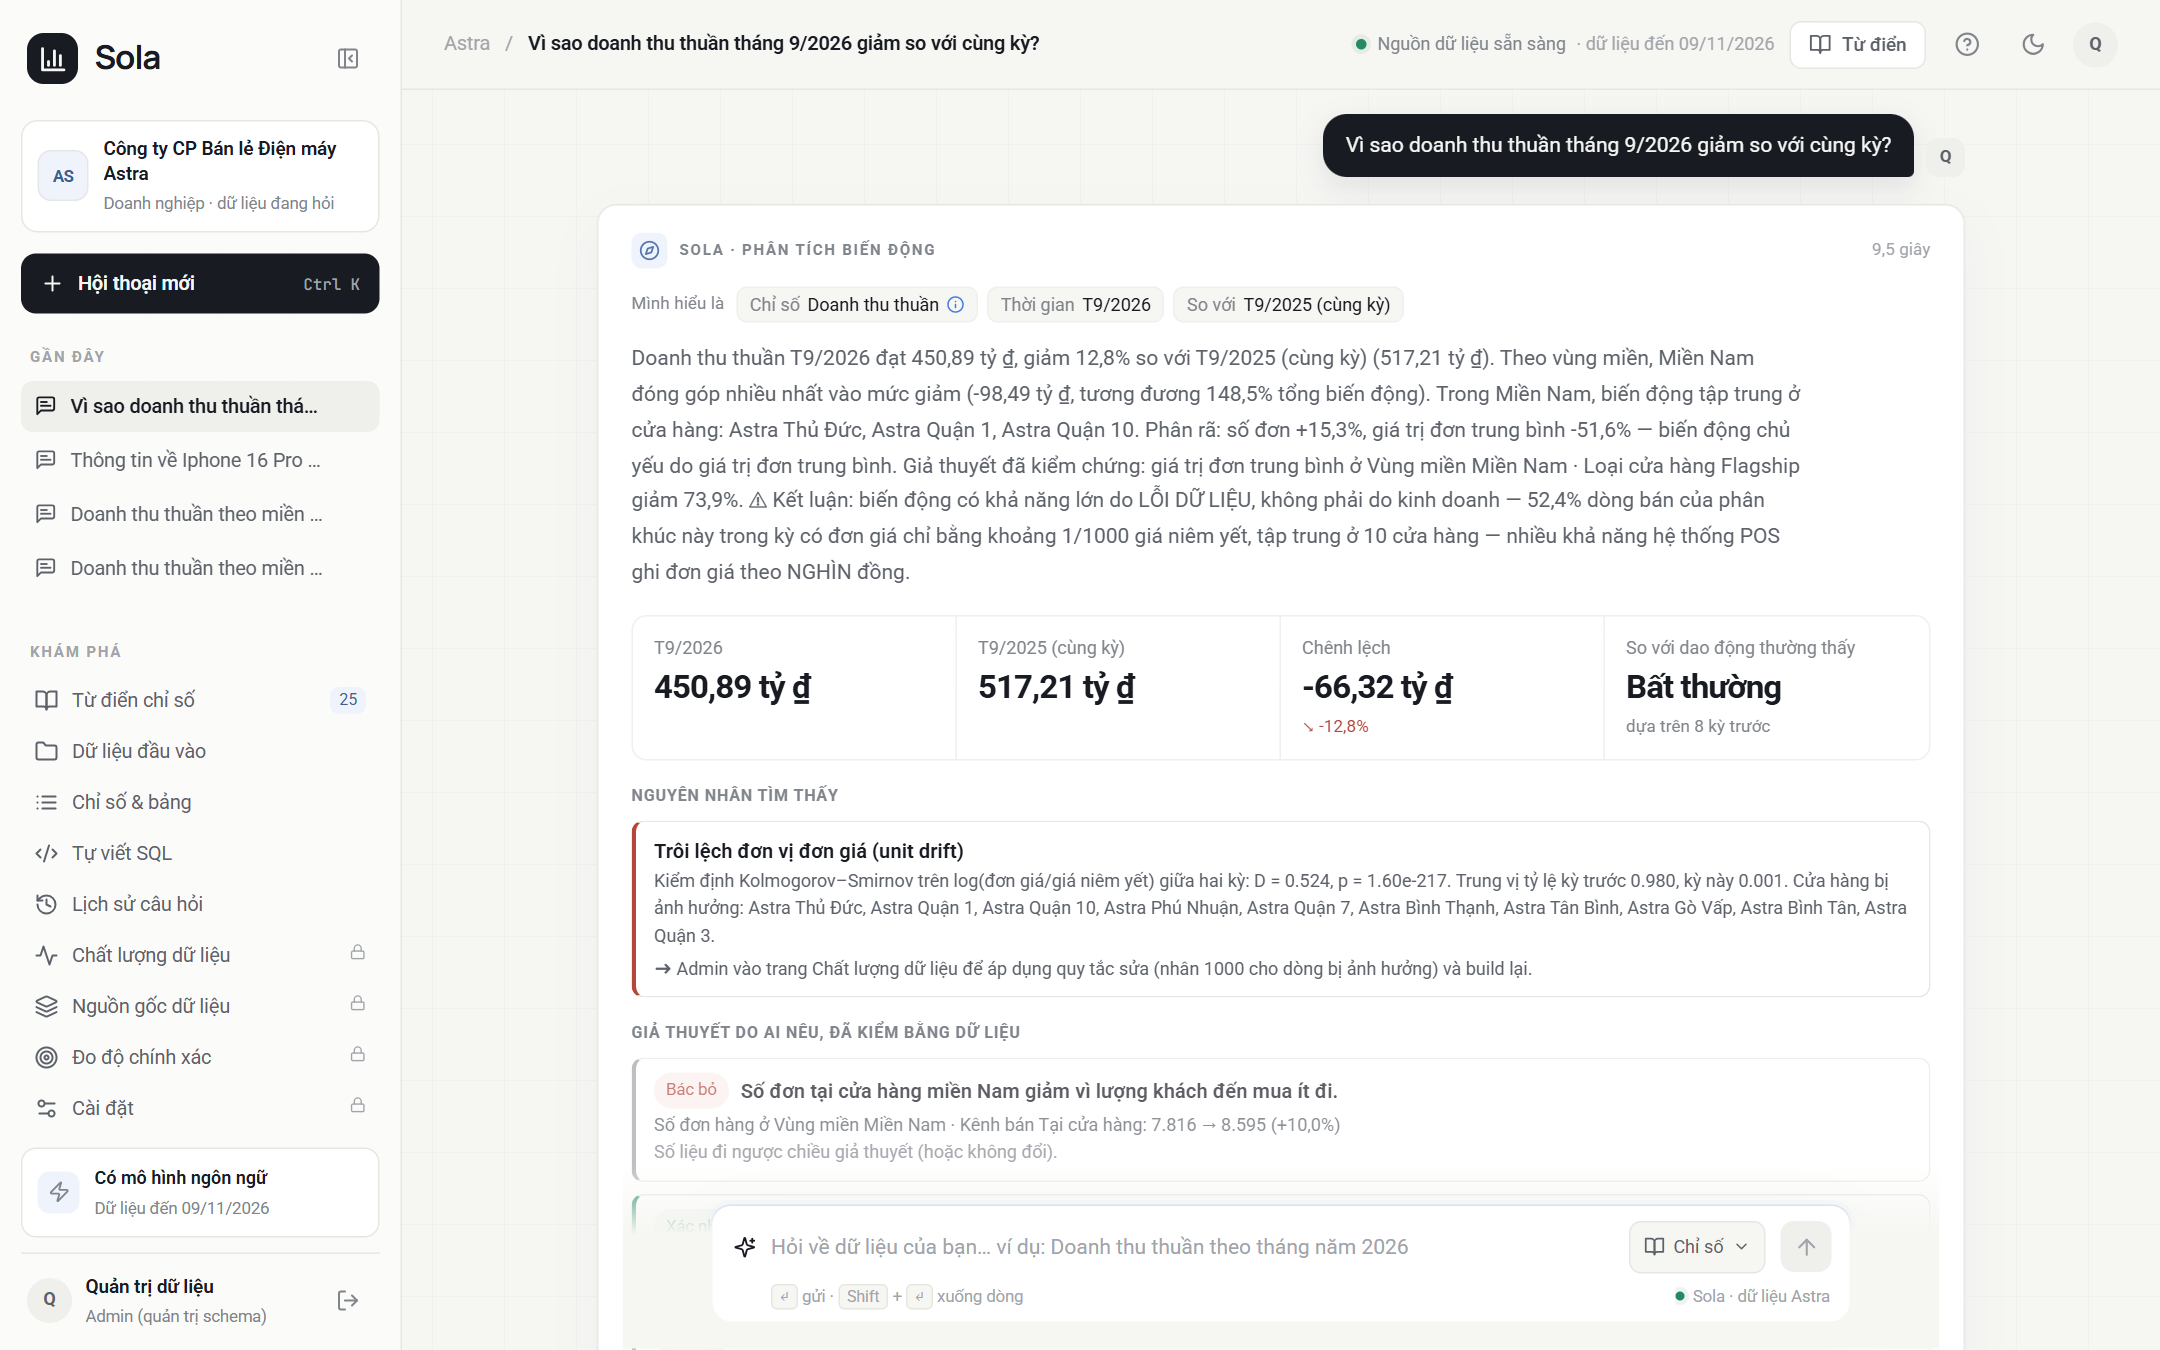 Sola
Công ty CP Bán lẻ Điện máy
Astra
AS
Doanh nghiệp · dữ liệu đang hỏi
Hội thoại mới
Ctrl K
GẦN ĐÂY
Vì sao doanh thu thuần thá...
Thông tin về Iphone 16 Pro ...
Doanh thu thuần theo miền ...
Doanh thu thuần theo miền ...
KHÁM PHÁ
Từ điển chỉ số
25
Dữ liệu đầu vào
Chỉ số & bảng
Tự viết SQL
Lịch sử câu hỏi
Chất lượng dữ liệu
Nguồn gốc dữ liệu
Đo độ chính xác
Cài đặt
Có mô hình ngôn ngữ
Dữ liệu đến 09/11/2026
Q
Quản trị dữ liệu
Admin (quản trị schema)
Astra / Vì sao doanh thu thuần tháng 9/2026 giảm so với cùng kỳ?
Nguồn dữ liệu sẵn sàng · dữ liệu đến 09/11/2026
Từ điển
Q
Vì sao doanh thu thuần tháng 9/2026 giảm so với cùng kỳ?
Q
SOLA · PHÂN TÍCH BIẾN ĐỘNG
9,5 giây
Mình hiểu là
Chỉ số Doanh thu thuần
Thời gian T9/2026
So với T9/2025 (cùng kỳ)
Doanh thu thuần T9/2026 đạt 450,89 tỷ ₫, giảm 12,8% so với T9/2025 (cùng kỳ) (517,21 tỷ ₫). Theo vùng miền, Miền Nam
đóng góp nhiều nhất vào mức giảm (-98,49 tỷ ₫, tương đương 148,5% tổng biến động). Trong Miền Nam, biến động tập trung ở
cửa hàng: Astra Thủ Đức, Astra Quận 1, Astra Quận 10. Phân rã: số đơn +15,3%, giá trị đơn trung bình -51,6% — biến động chủ
yếu do giá trị đơn trung bình. Giả thuyết đã kiểm chứng: giá trị đơn trung bình ở Vùng miền Miền Nam · Loại cửa hàng Flagship
giảm 73,9%. ⚠ Kết luận: biến động có khả năng lớn do LỖI DỮ LIỆU, không phải do kinh doanh — 52,4% dòng bán của phân
khúc này trong kỳ có đơn giá chỉ bằng khoảng 1/1000 giá niêm yết, tập trung ở 10 cửa hàng — nhiều khả năng hệ thống POS
ghi đơn giá theo NGHÌN đồng.
T9/2026
450,89 tỷ ₫
T9/2025 (cùng kỳ)
517,21 tỷ ₫
Chênh lệch
-66,32 tỷ ₫
↘ -12,8%
So với dao động thường thấy
Bất thường
dựa trên 8 kỳ trước
NGUYÊN NHÂN TÌM THẤY
Trôi lệch đơn vị đơn giá (unit drift)
Kiểm định Kolmogorov–Smirnov trên log(đơn giá/giá niêm yết) giữa hai kỳ: D = 0.524, p = 1.60e-217. Trung vị tỷ lệ kỳ trước 0.980, kỳ này 0.001. Cửa hàng bị
ảnh hưởng: Astra Thủ Đức, Astra Quận 1, Astra Quận 10, Astra Phú Nhuận, Astra Quận 7, Astra Bình Thạnh, Astra Tân Bình, Astra Gò Vấp, Astra Bình Tân, Astra
Quận 3.
→ Admin vào trang Chất lượng dữ liệu để áp dụng quy tắc sửa (nhân 1000 cho dòng bị ảnh hưởng) và build lại.
GIẢ THUYẾT DO AI NÊU, ĐÃ KIỂM BẰNG DỮ LIỆU
Bác bỏ
Số đơn tại cửa hàng miền Nam giảm vì lượng khách đến mua ít đi.
Số đơn hàng ở Vùng miền Miền Nam · Kênh bán Tại cửa hàng: 7.816 → 8.595 (+10,0%)
Số liệu đi ngược chiều giả thuyết (hoặc không đổi).
Hỏi về dữ liệu của bạn... ví dụ: Doanh thu thuần theo tháng năm 2026
Chỉ số
↵ gửi · Shift + ↵ xuống dòng
Sola · dữ liệu Astra